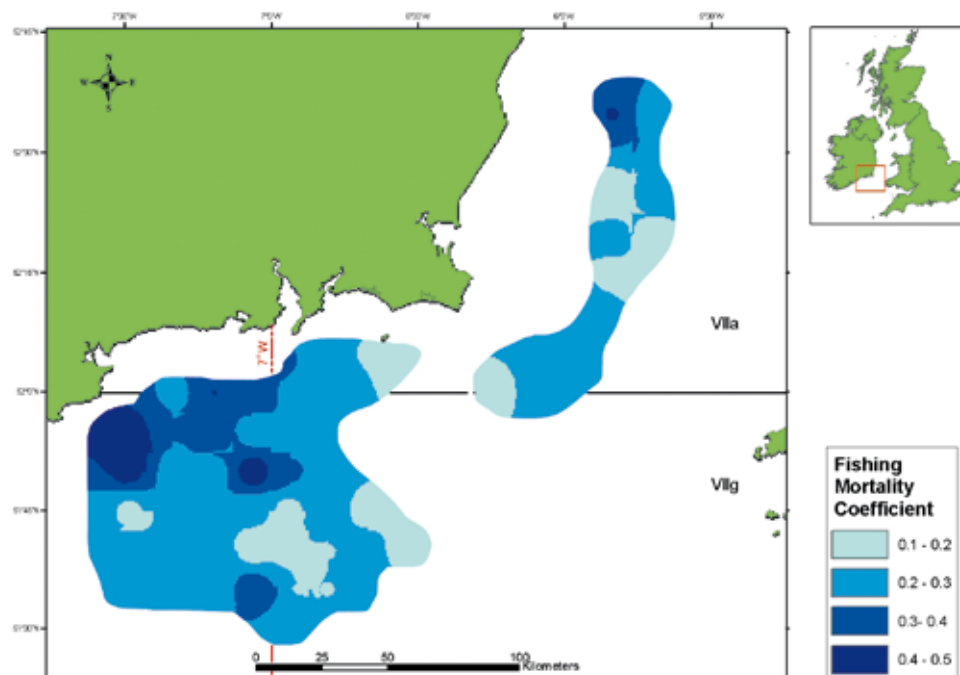 N
W E
S
7°W
VIIa
VIIg
Fishing
Mortality
Coefficient
0.1 - 0.2
0.2 - 0.3
0.3- 0.4
0.4 - 0.5
0 25 50 100
Kilometers